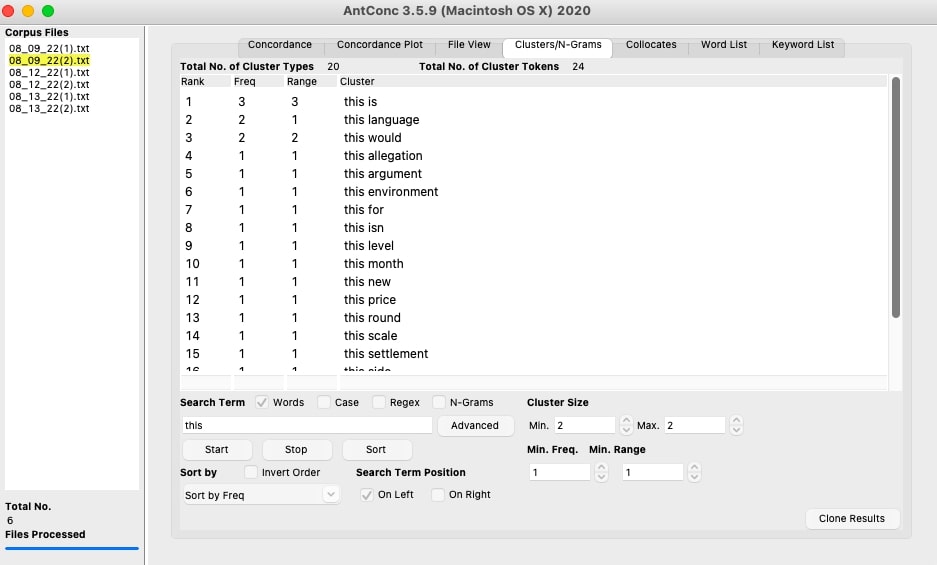 AntConc 3.5.9 (Macintosh OS X) 2020
Corpus Files
08_09_22(1).txt
08_09_22(2).txt
08_12_22(1).txt
08_12_22(2).txt
08_13_22(1).txt
08_13_22(2).txt
Total No.
6
Files Processed
Concordance Concordance Plot File View Clusters/N-Grams Collocates Word List Keyword List
Total No. of Cluster Types 20 Total No. of Cluster Tokens 24
Rank Freq Range Cluster
1 3 3 this is
2 2 1 this language
3 2 2 this would
4 1 1 this allegation
5 1 1 this argument
6 1 1 this environment
7 1 1 this for
8 1 1 this isn
9 1 1 this level
10 1 1 this month
11 1 1 this new
12 1 1 this price
13 1 1 this round
14 1 1 this scale
15 1 1 this settlement
16 1 1 this side
Search Term Words Case Regex N-Grams Cluster Size
this Advanced Min. 2 Max. 2
Start Stop Sort Min. Freq. Min. Range
Sort by Invert Order Search Term Position 1 1
Sort by Freq On Left On Right
Clone Results